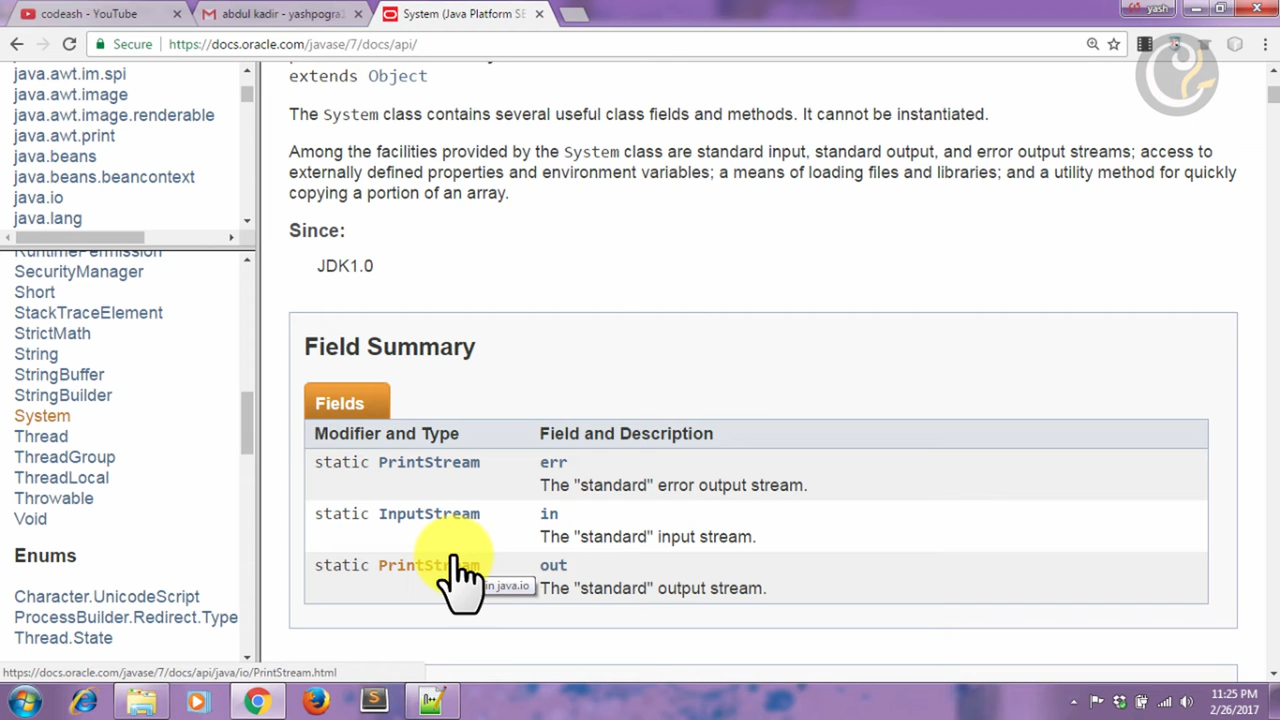 codeash - YouTube
abdul kadir - yashpogra
System (Java Platform SE
yash
Secure
https://docs.oracle.com/javase/7/docs/api/
java.awt.im.spi
java.awt.image
java.awt.image.renderable
java.awt.print
java.beans
java.beans.beancontext
java.io
java.lang
RuntimePermission
SecurityManager
Short
StackTraceElement
StrictMath
String
StringBuffer
StringBuilder
System
Thread
ThreadGroup
ThreadLocal
Throwable
Void
Enums
Character.UnicodeScript
ProcessBuilder.Redirect.Type
Thread.State
extends Object
The System class contains several useful class fields and methods. It cannot be instantiated.
Among the facilities provided by the System class are standard input, standard output, and error output streams; access to
externally defined properties and environment variables; a means of loading files and libraries; and a utility method for quickly
copying a portion of an array.
Since:
JDK1.0
Field Summary
Fields
Modifier and Type Field and Description
static PrintStream err
The "standard" error output stream.
static InputStream in
The "standard" input stream.
static PrintStream out
in java.io
The "standard" output stream.
https://docs.oracle.com/javase/7/docs/api/java/io/PrintStream.html
11:25 PM
2/26/2017